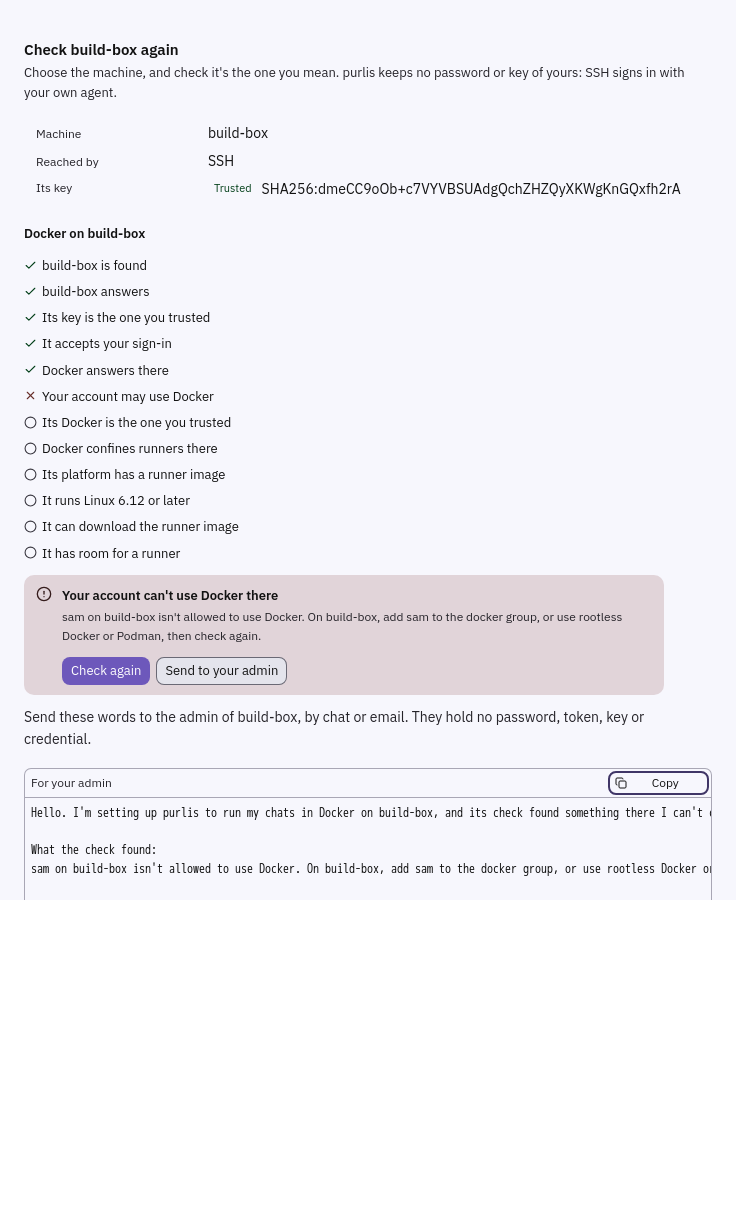 Check build-box again
Choose the machine, and check it's the one you mean. purlis keeps no password or key of yours: SSH signs in with
your own agent.
Machine build-box
Reached by SSH
Its key Trusted SHA256:dmeCC9oOb+c7VYVBSUAdgQchZHZQyXKWgKnGQxfh2rA
Docker on build-box
build-box is found
build-box answers
Its key is the one you trusted
It accepts your sign-in
Docker answers there
Your account may use Docker
Its Docker is the one you trusted
Docker confines runners there
Its platform has a runner image
It runs Linux 6.12 or later
It can download the runner image
It has room for a runner
Your account can't use Docker there
sam on build-box isn't allowed to use Docker. On build-box, add sam to the docker group, or use rootless
Docker or Podman, then check again.
Check again Send to your admin
Send these words to the admin of build-box, by chat or email. They hold no password, token, key or
credential.
For your admin Copy
Hello. I'm setting up purlis to run my chats in Docker on build-box, and its check found something there I can't
What the check found:
sam on build-box isn't allowed to use Docker. On build-box, add sam to the docker group, or use rootless Docker